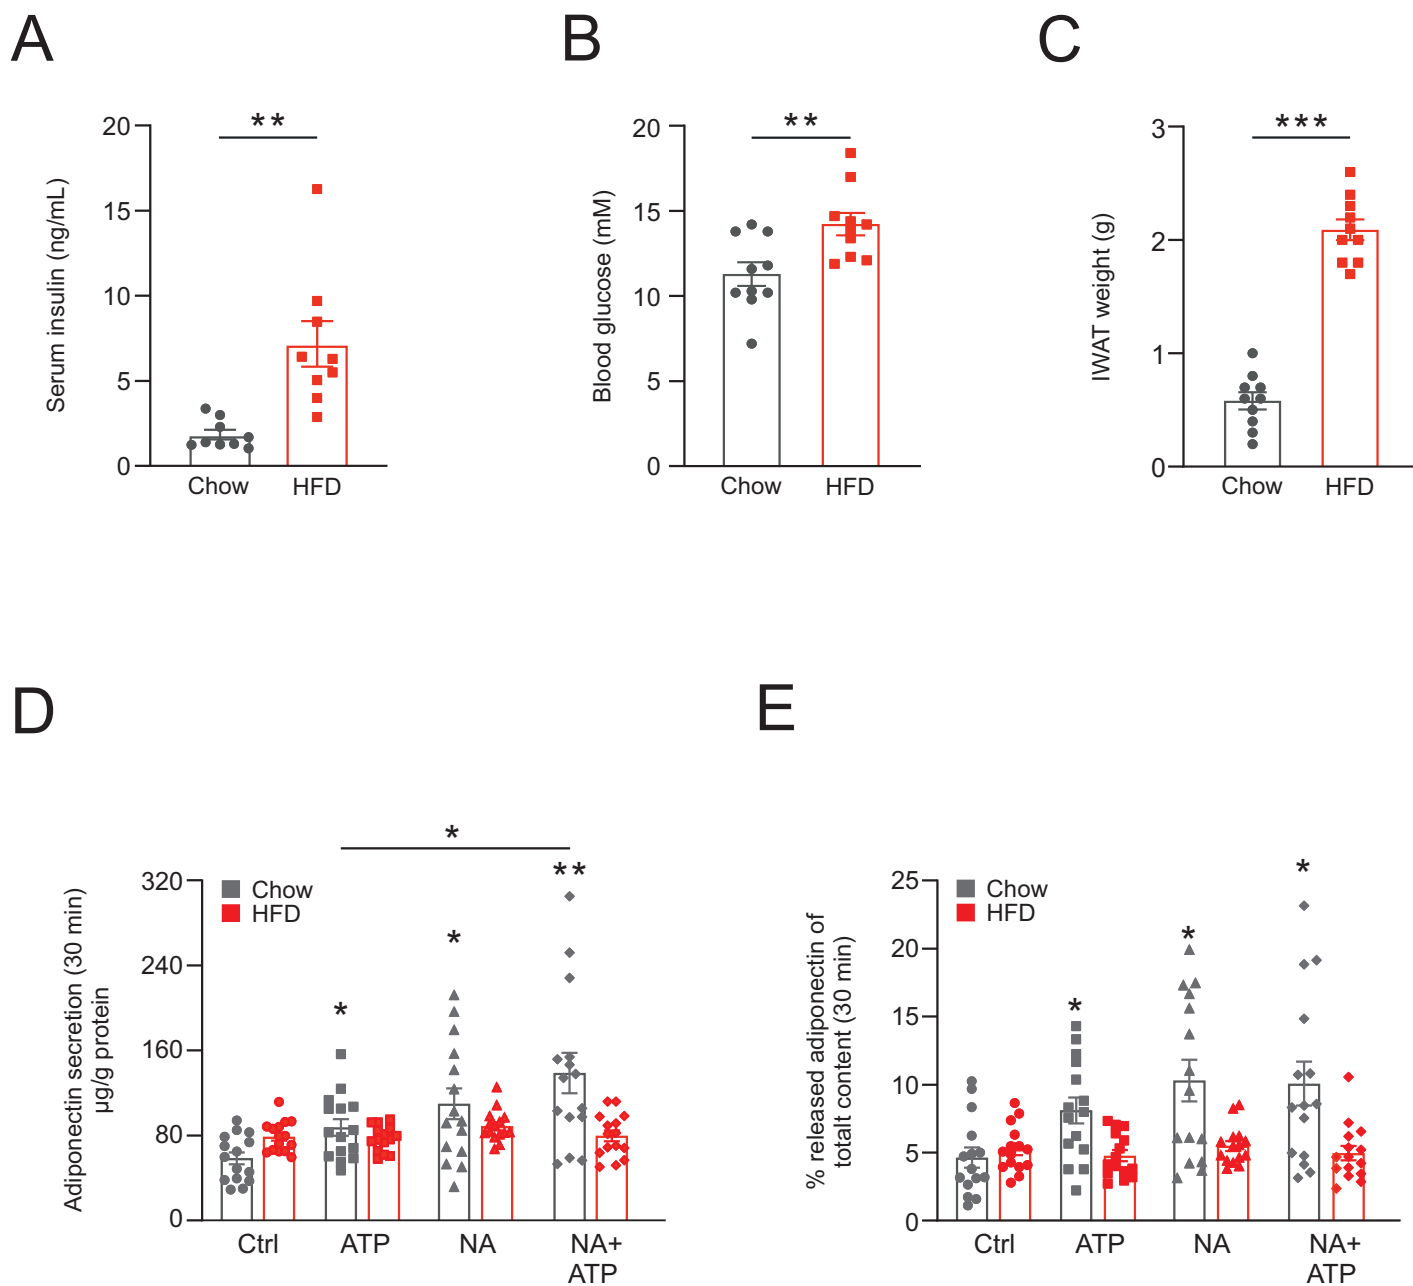 A
B
C
**
**
***
20
15
10
5
0
Serum insulin (ng/mL)
Chow
HFD
20
15
10
5
0
Blood glucose (mM)
Chow
HFD
3
2
1
0
IWAT weight (g)
Chow
HFD
D
E
*
**
*
*
320
240
160
80
0
Adiponectin secretion (30 min)
µg/g protein
Chow
HFD
Ctrl
ATP
NA
NA+
ATP
*
*
*
25
20
15
10
5
0
% released adiponectin of
totalt content (30 min)
Chow
HFD
Ctrl
ATP
NA
NA+
ATP